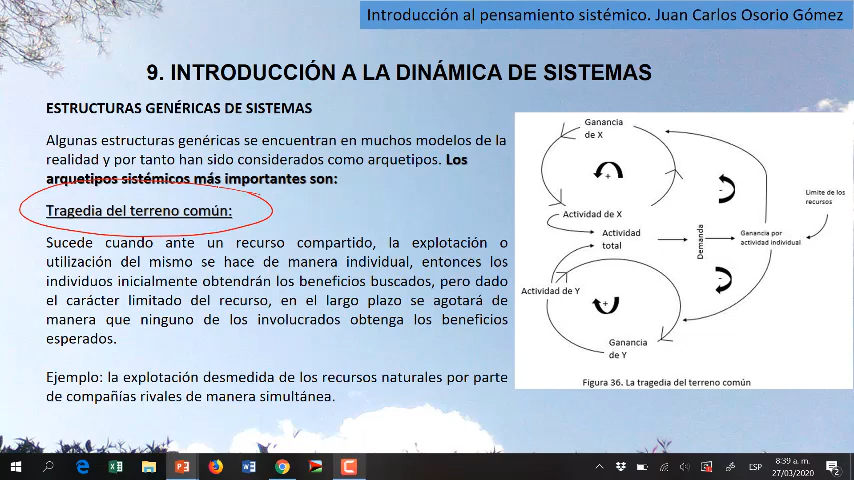 Introducción al pensamiento sistémico. Juan Carlos Osorio Gómez
9. INTRODUCCIÓN A LA DINÁMICA DE SISTEMAS
ESTRUCTURAS GENÉRICAS DE SISTEMAS
Algunas estructuras genéricas se encuentran en muchos modelos de la
realidad y por tanto han sido considerados como arquetipos. Los
arquetipos sistémicos más importantes son:
Tragedia del terreno común:
Sucede cuando ante un recurso compartido, la explotación o
utilización del mismo se hace de manera individual, entonces los
individuos inicialmente obtendrán los beneficios buscados, pero dado
el carácter limitado del recurso, en el largo plazo se agotará de
manera que ninguno de los involucrados obtenga los beneficios
esperados.
Ejemplo: la explotación desmedida de los recursos naturales por parte
de compañías rivales de manera simultánea.
Ganancia
de X
+
-
Límite de los
recursos
Actividad de X
Actividad
total
Demanda
Ganancia por
actividad individual
-
Actividad de Y
+
Ganancia
de Y
Figura 36. La tragedia del terreno común
ESP
8:39 a. m.
27/03/2020
2